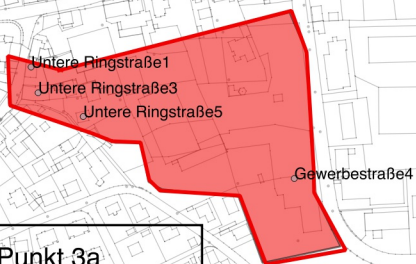 Untere Ringstraße1
Untere Ringstraße3
Untere Ringstraße5
Gewerbestraße4
Punkt 3a